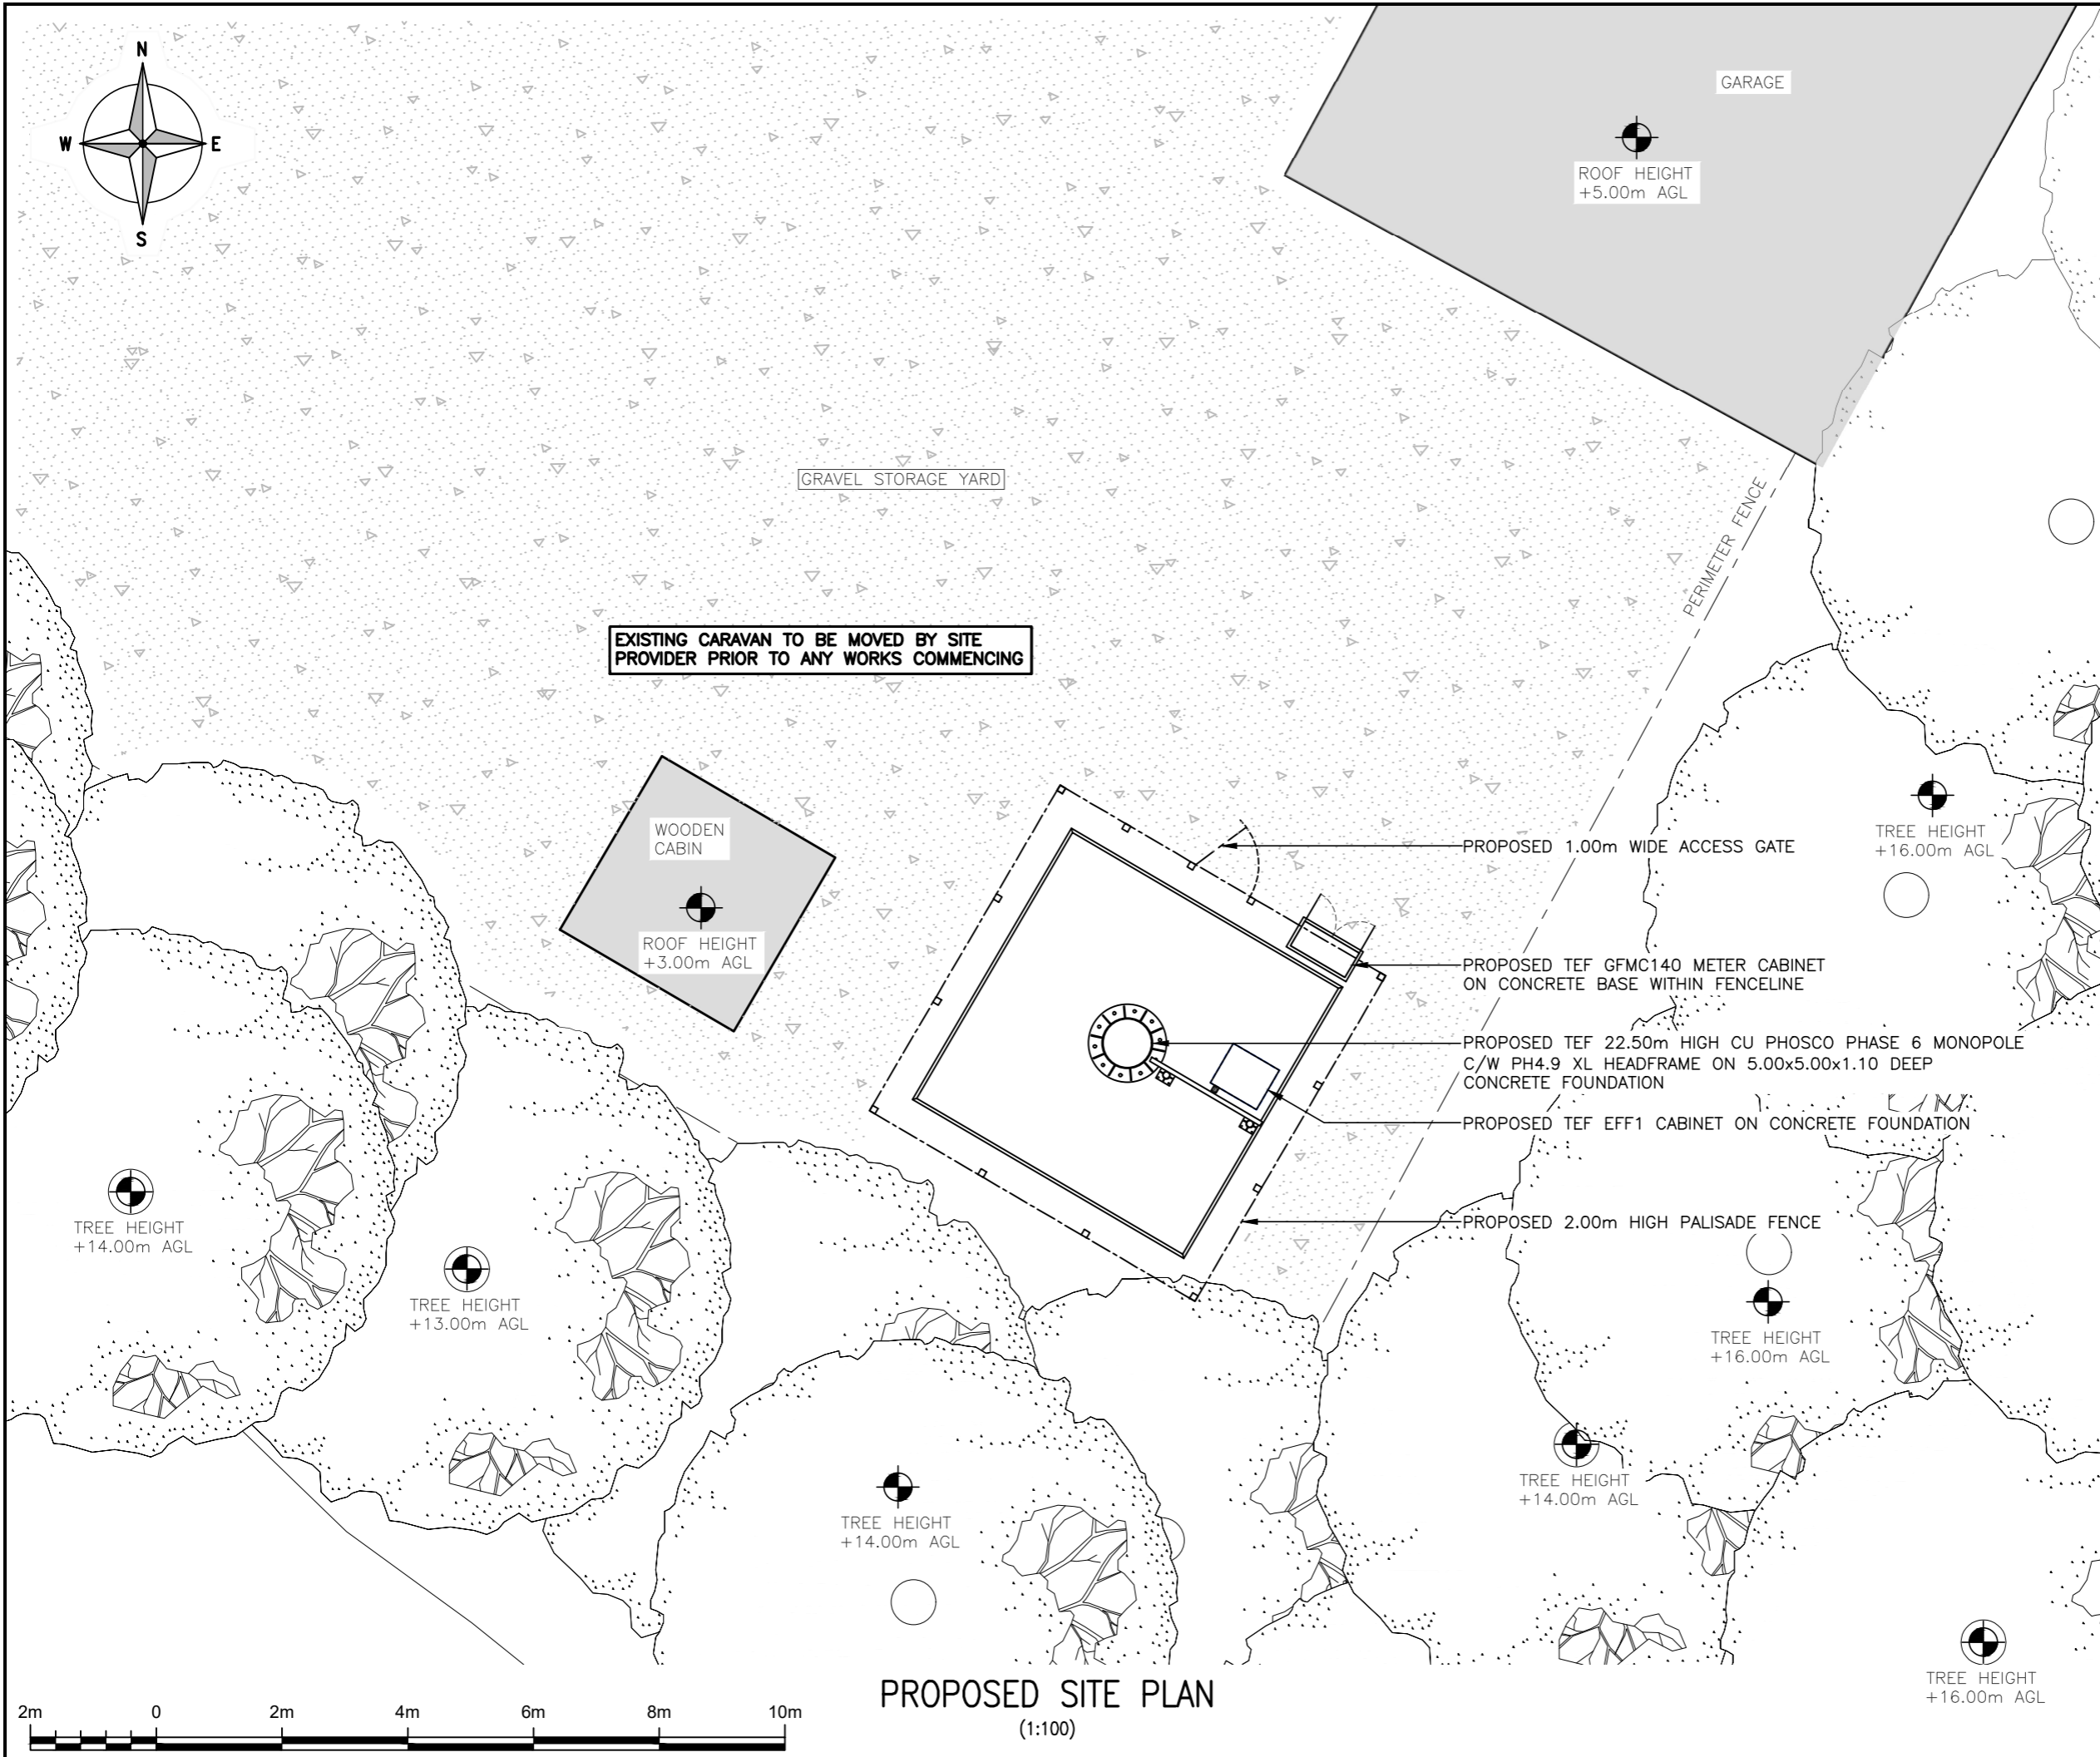 N
W
E
S
GARAGE
ROOF HEIGHT
+5.00m AGL
GRAVEL STORAGE YARD
PERIMETER FENCE
EXISTING CARAVAN TO BE MOVED BY SITE
PROVIDER PRIOR TO ANY WORKS COMMENCING
WOODEN
CABIN
ROOF HEIGHT
+3.00m AGL
TREE HEIGHT
+16.00m AGL
PROPOSED 1.00m WIDE ACCESS GATE
PROPOSED TEF GFMC140 METER CABINET
ON CONCRETE BASE WITHIN FENCELINE
PROPOSED TEF 22.50m HIGH CU PHOSCO PHASE 6 MONOPOLE
C/W PH4.9 XL HEADFRAME ON 5.00x5.00x1.10 DEEP
CONCRETE FOUNDATION
PROPOSED TEF EFF1 CABINET ON CONCRETE FOUNDATION
PROPOSED 2.00m HIGH PALISADE FENCE
TREE HEIGHT
+14.00m AGL
TREE HEIGHT
+13.00m AGL
TREE HEIGHT
+16.00m AGL
TREE HEIGHT
+14.00m AGL
TREE HEIGHT
+14.00m AGL
TREE HEIGHT
+16.00m AGL
PROPOSED SITE PLAN
(1:100)
2m 0 2m 4m 6m 8m 10m